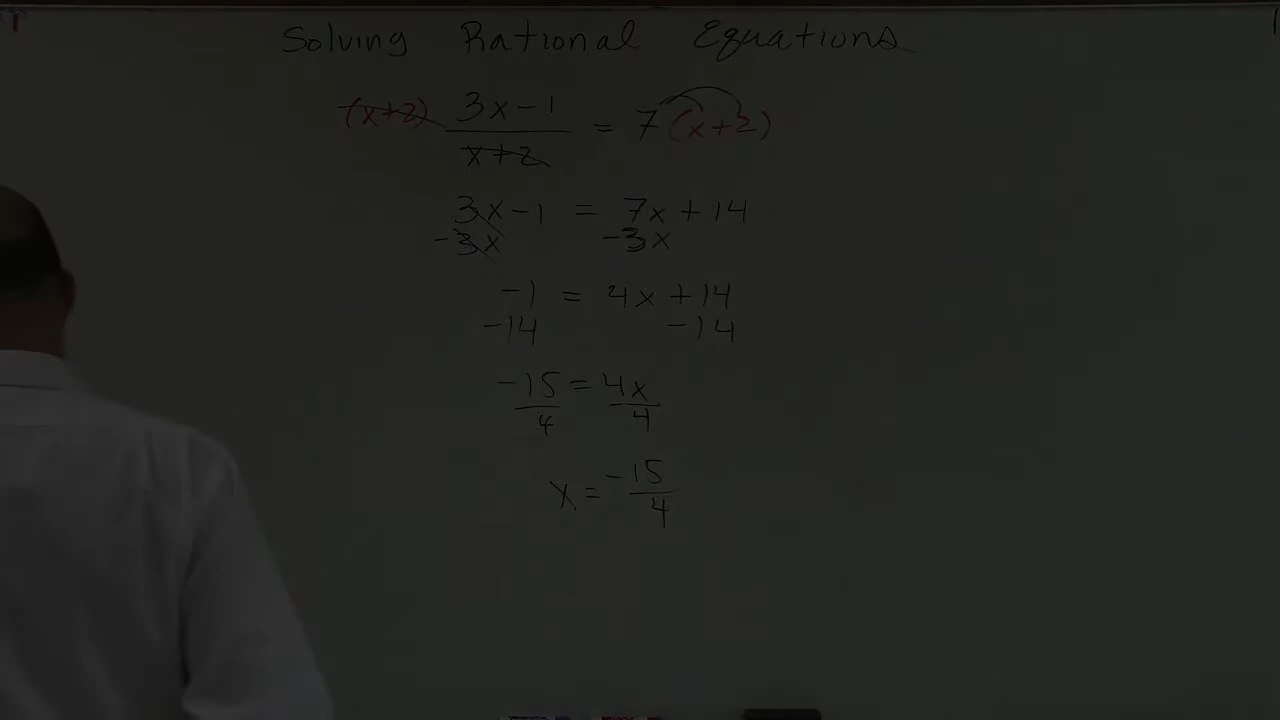 Solving Rational Equations
(x+2) 3x-1 / x+2 = 7(x+2)
3x-1 = 7x+14
-3x -3x
-1 = 4x+14
-14 -14
-15/4 = 4x/4
x = -15/4